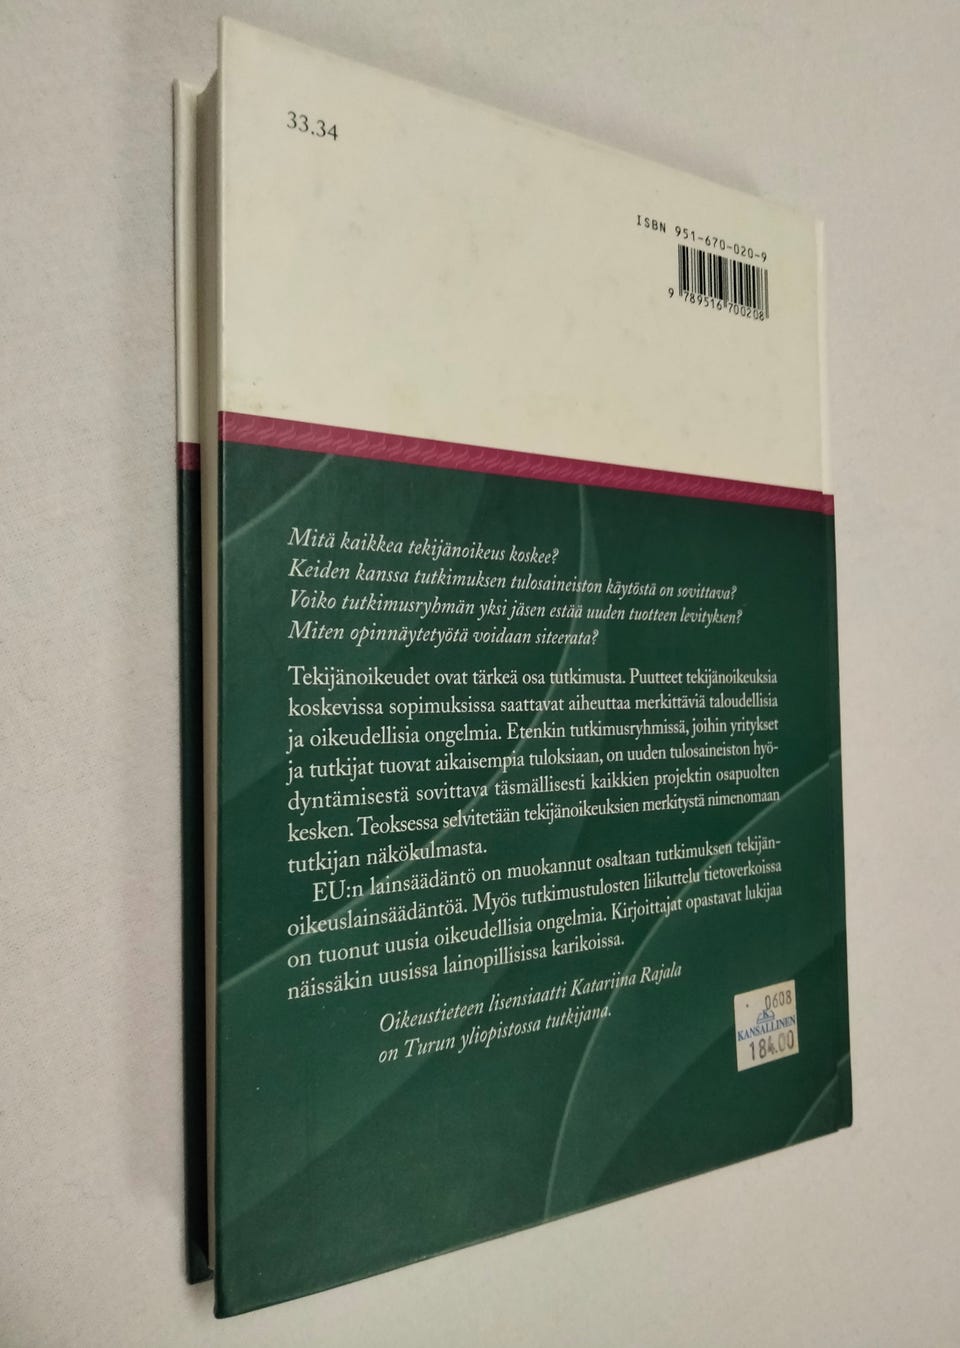 33.34
ISBN 951-670-020-9
9 789516 700208
Mitä kaikkea tekijänoikeus koskee?
Keiden kanssa tutkimuksen tulosaineiston käytöstä on sovittava?
Voiko tutkimusryhmän yksi jäsen estää uuden tuotteen levityksen?
Miten opinnäytetyötä voidaan siteerata?
Tekijänoikeudet ovat tärkeä osa tutkimusta. Puutteet tekijänoikeuksia
koskevissa sopimuksissa saattavat aiheuttaa merkittäviä taloudellisia
ja oikeudellisia ongelmia. Etenkin tutkimusryhmissä, joihin yritykset
ja tutkijat tuovat aikaisempia tuloksiaan, on uuden tulosaineiston hyö-
dyntämisestä sovittava täsmällisesti kaikkien projektin osapuolten
kesken. Teoksessa selvitetään tekijänoikeuksien merkitystä nimenomaan
tutkijan näkökulmasta.
EU:n lainsäädäntö on muokannut osaltaan tutkimuksen tekijän-
oikeuslainsäädäntöä. Myös tutkimustulosten liikuttelu tietoverkoissa
on tuonut uusia oikeudellisia ongelmia. Kirjoittajat opastavat lukijaa
näissäkin uusissa lainopillisissa karikoissa.
Oikeustieteen lisensiaatti Katariina Rajala
on Turun yliopistossa tutkijana.
0608
K
KANSALLINEN
184.00